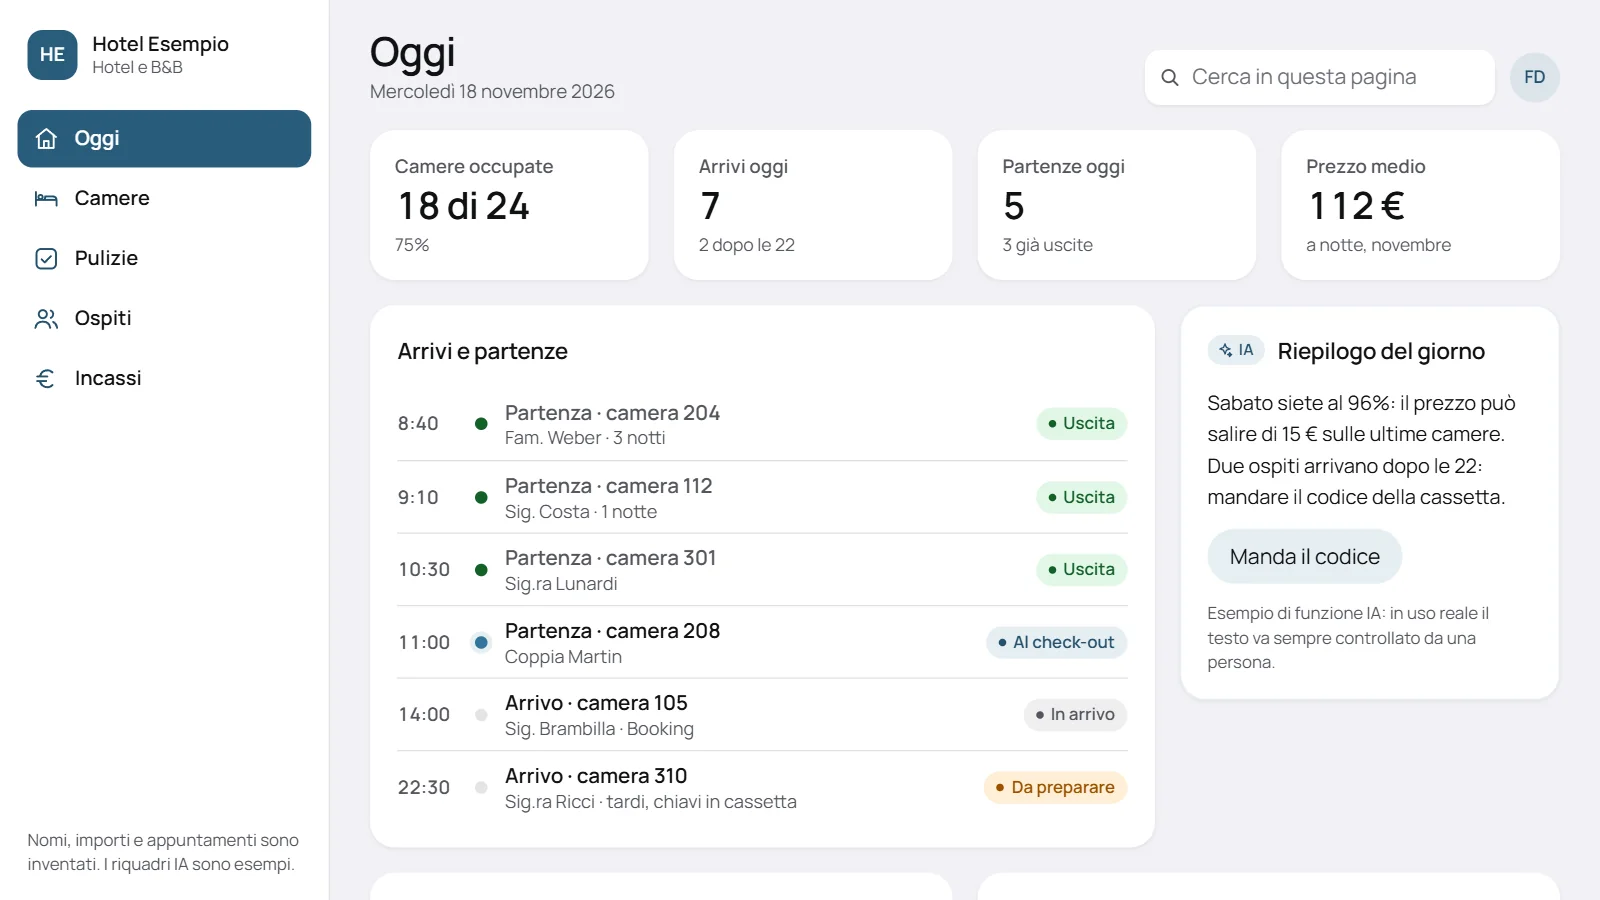 HE
Hotel Esempio
Hotel e B&B
Oggi
Camere
Pulizie
Ospiti
Incassi
Nomi, importi e appuntamenti sono
inventati. I riquadri IA sono esempi.
Oggi
Mercoledì 18 novembre 2026
Cerca in questa pagina
FD
Camere occupate
18 di 24
75%
Arrivi oggi
7
2 dopo le 22
Partenze oggi
5
3 già uscite
Prezzo medio
112 €
a notte, novembre
Arrivi e partenze
8:40
Partenza · camera 204
Fam. Weber · 3 notti
Uscita
9:10
Partenza · camera 112
Sig. Costa · 1 notte
Uscita
10:30
Partenza · camera 301
Sig.ra Lunardi
Uscita
11:00
Partenza · camera 208
Coppia Martin
Al check-out
14:00
Arrivo · camera 105
Sig. Brambilla · Booking
In arrivo
22:30
Arrivo · camera 310
Sig.ra Ricci · tardi, chiavi in cassetta
Da preparare
IA
Riepilogo del giorno
Sabato siete al 96%: il prezzo può
salire di 15 € sulle ultime camere.
Due ospiti arrivano dopo le 22:
mandare il codice della cassetta.
Manda il codice
Esempio di funzione IA: in uso reale il
testo va sempre controllato da una
persona.